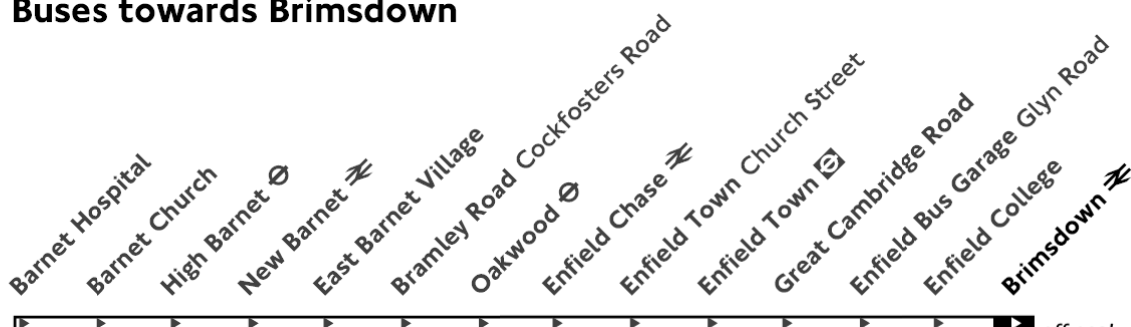 Buses towards Brimsdown
Barnet Hospital
Barnet Church
High Barnet
New Barnet
East Barnet Village
Bramley Road Cockfosters Road
Oakwood
Enfield Chase
Enfield Town Church Street
Enfield Town
Great Cambridge Road
Enfield Bus Garage Glyn Road
Enfield College
Brimsdown